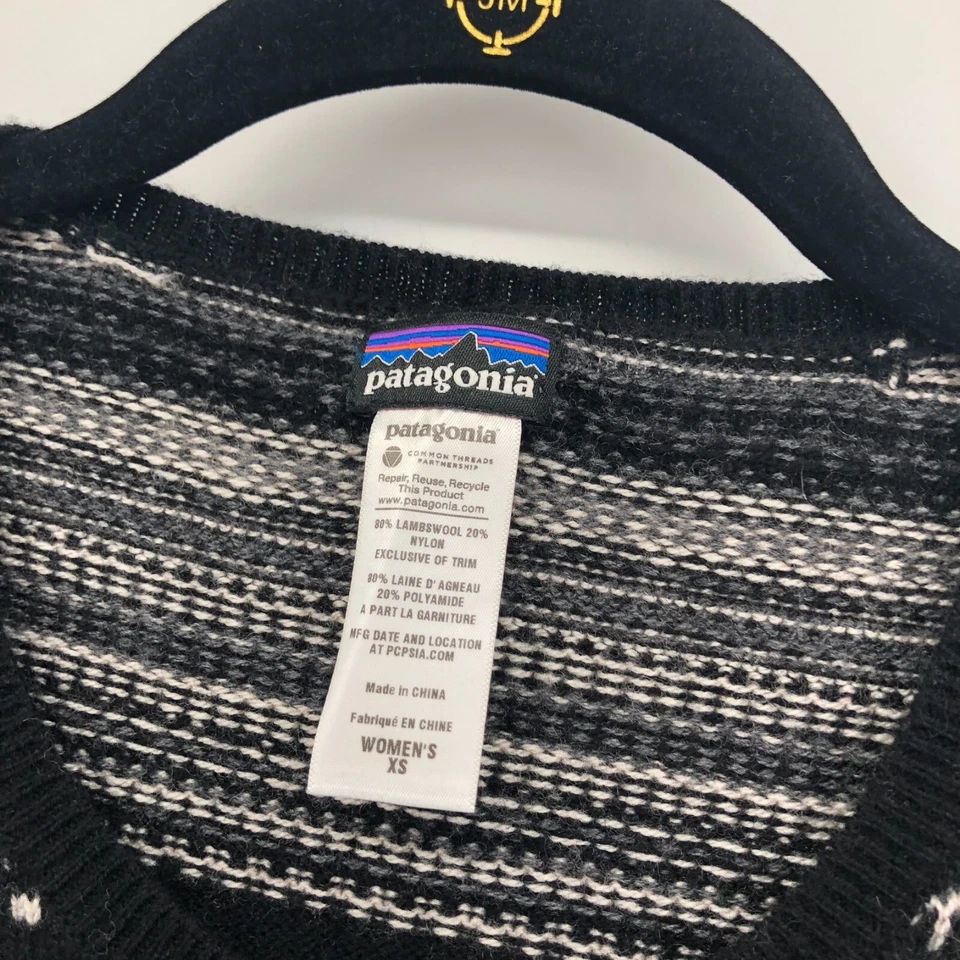 JM
patagonia
patagonia
COMMON THREADS
PARTNERSHIP
Repair, Reuse, Recycle
This Product
www.patagonia.com
80% LAMBSWOOL 20%
NYLON
EXCLUSIVE OF TRIM
80% LAINE D'AGNEAU
20% POLYAMIDE
A PART LA GARNITURE
MFG DATE AND LOCATION
AT PCPSIA.COM
Made in CHINA
Fabriqué EN CHINE
WOMEN'S
XS